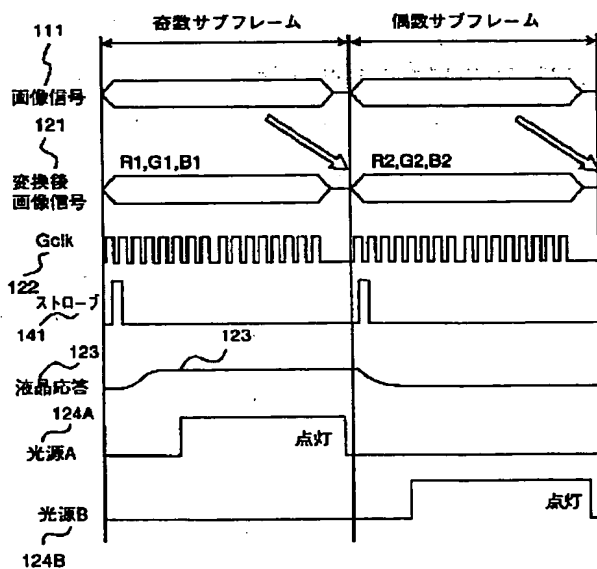 奇数サブフレーム
偶数サブフレーム
111
画像信号
121
R1,G1,B1
R2,G2,B2
変換後
画像信号
Gclk
122
ストローブ
141
123
123
液晶応答
124A
点灯
光源A
点灯
光源B
124B